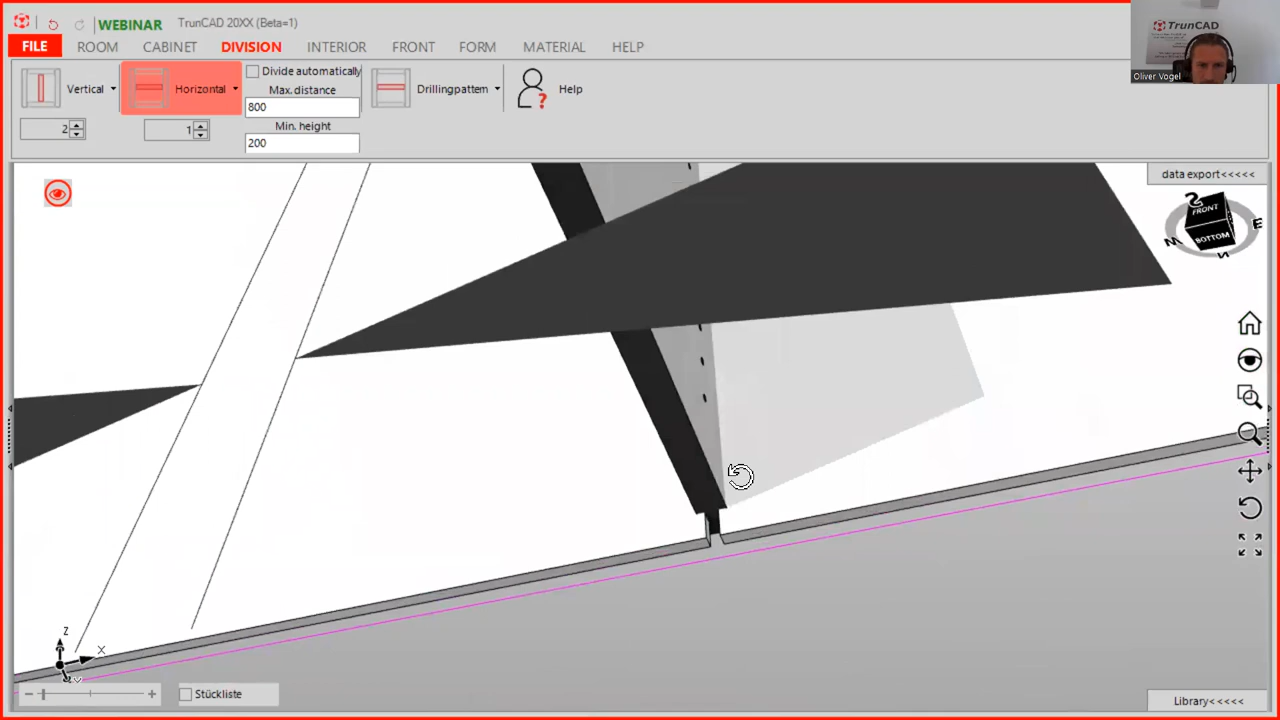 WEBINAR
TrunCAD 20XX (Beta=1)
FILE
ROOM
CABINET
DIVISION
INTERIOR
FRONT
FORM
MATERIAL
HELP
TrunCAD
Oliver Vogel
Vertical
2
Horizontal
1
Divide automatically
Max. distance
800
Min. height
200
Drillingpattern
?
Help
data export<<<<<
S
FRONT
E
BOTTOM
W
N
Z
X
Y
Stückliste
Library<<<<<